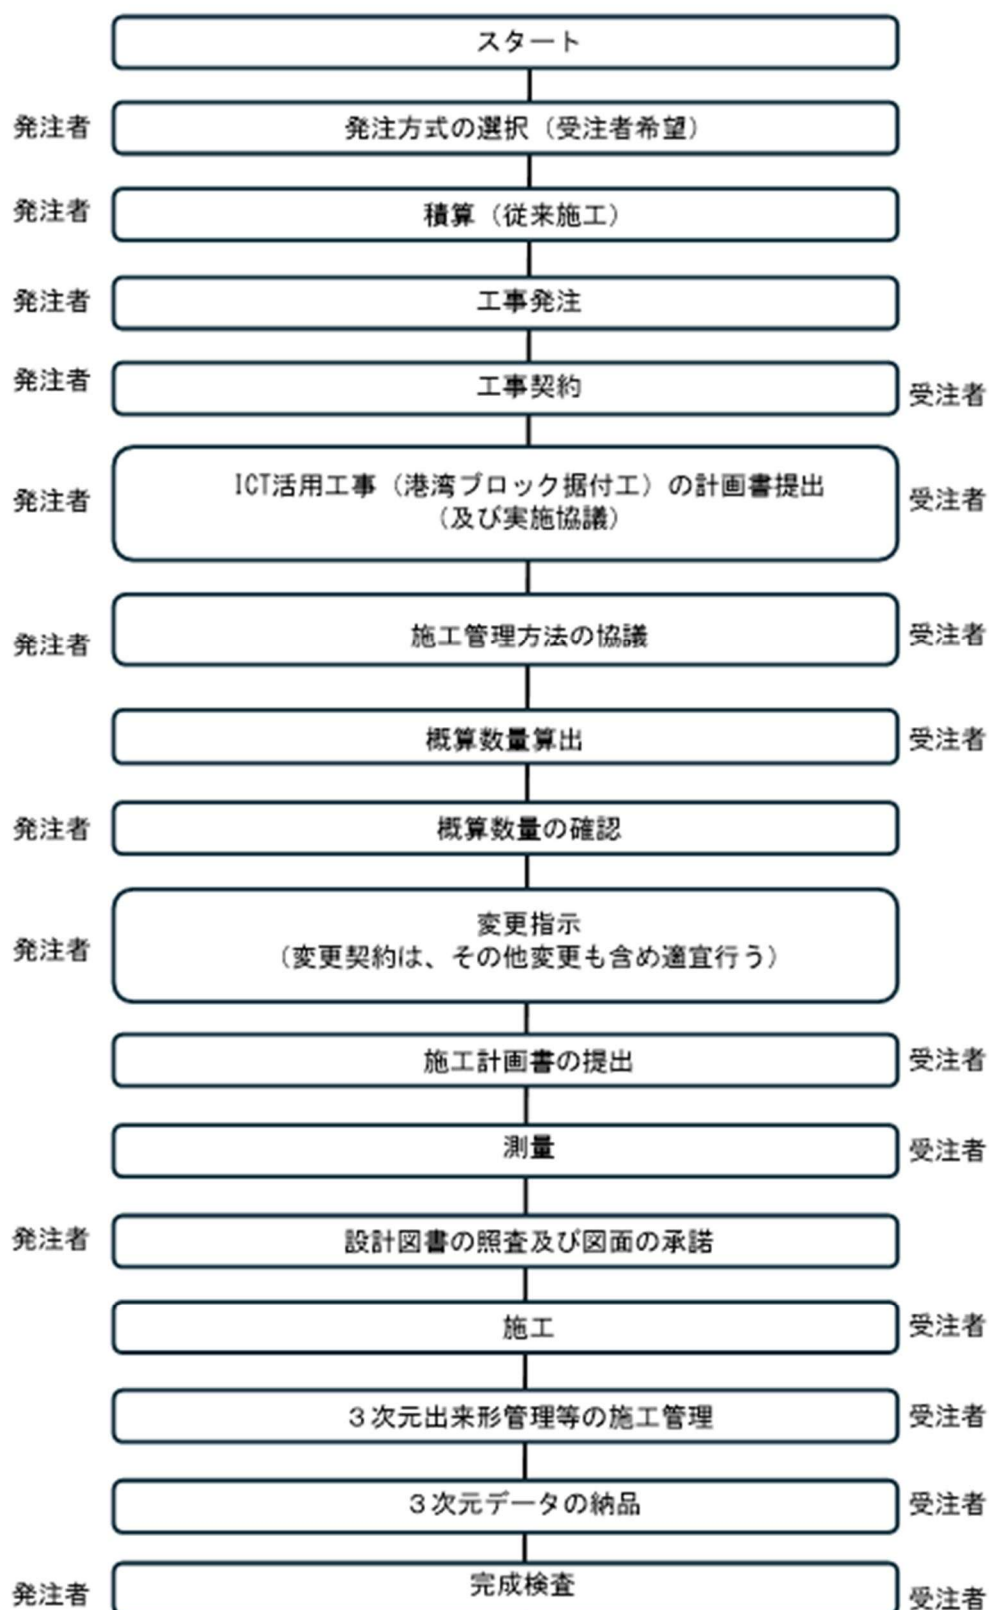 スタート
発注者
発注方式の選択（受注者希望）
発注者
積算（従来施工）
発注者
工事発注
発注者
工事契約
受注者
発注者
ICT活用工事（港湾ブロック据付工）の計画書提出
（及び実施協議）
受注者
発注者
施工管理方法の協議
受注者
概算数量算出
受注者
発注者
概算数量の確認
発注者
変更指示
（変更契約は、その他変更も含め適宜行う）
施工計画書の提出
受注者
測量
受注者
発注者
設計図書の照査及び図面の承諾
施工
受注者
３次元出来形管理等の施工管理
受注者
３次元データの納品
受注者
発注者
完成検査
受注者